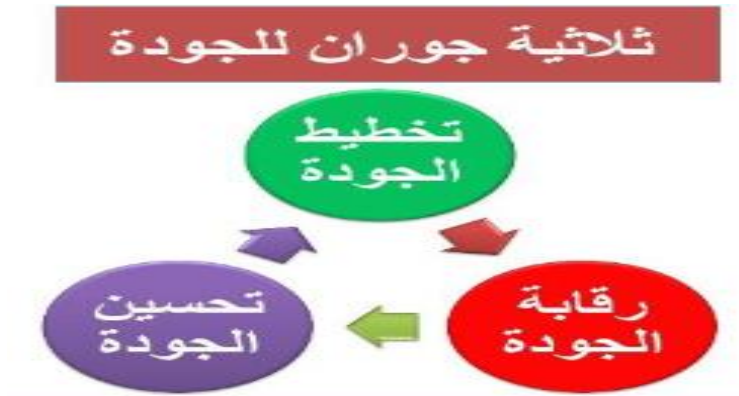 ثلاثية جوران للجودة
تخطيط
الجودة
رقابة
الجودة
تحسين
الجودة